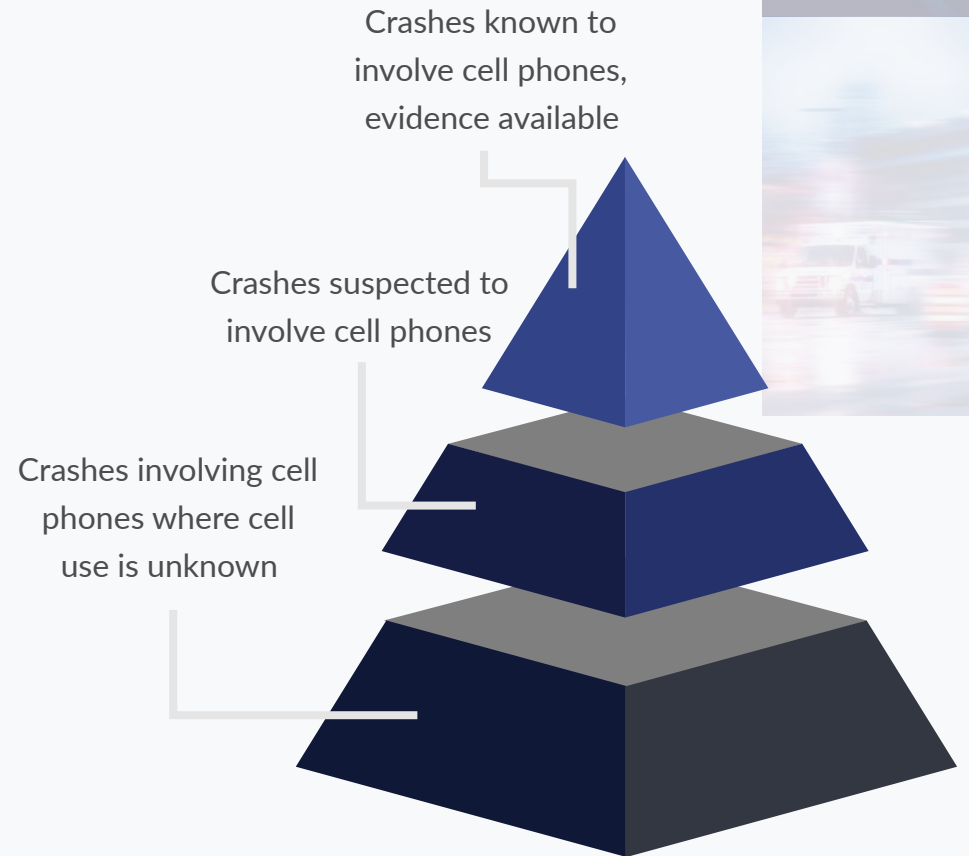 Crashes known to
involve cell phones,
evidence available
Crashes suspected to
involve cell phones
Crashes involving cell
phones where cell
use is unknown